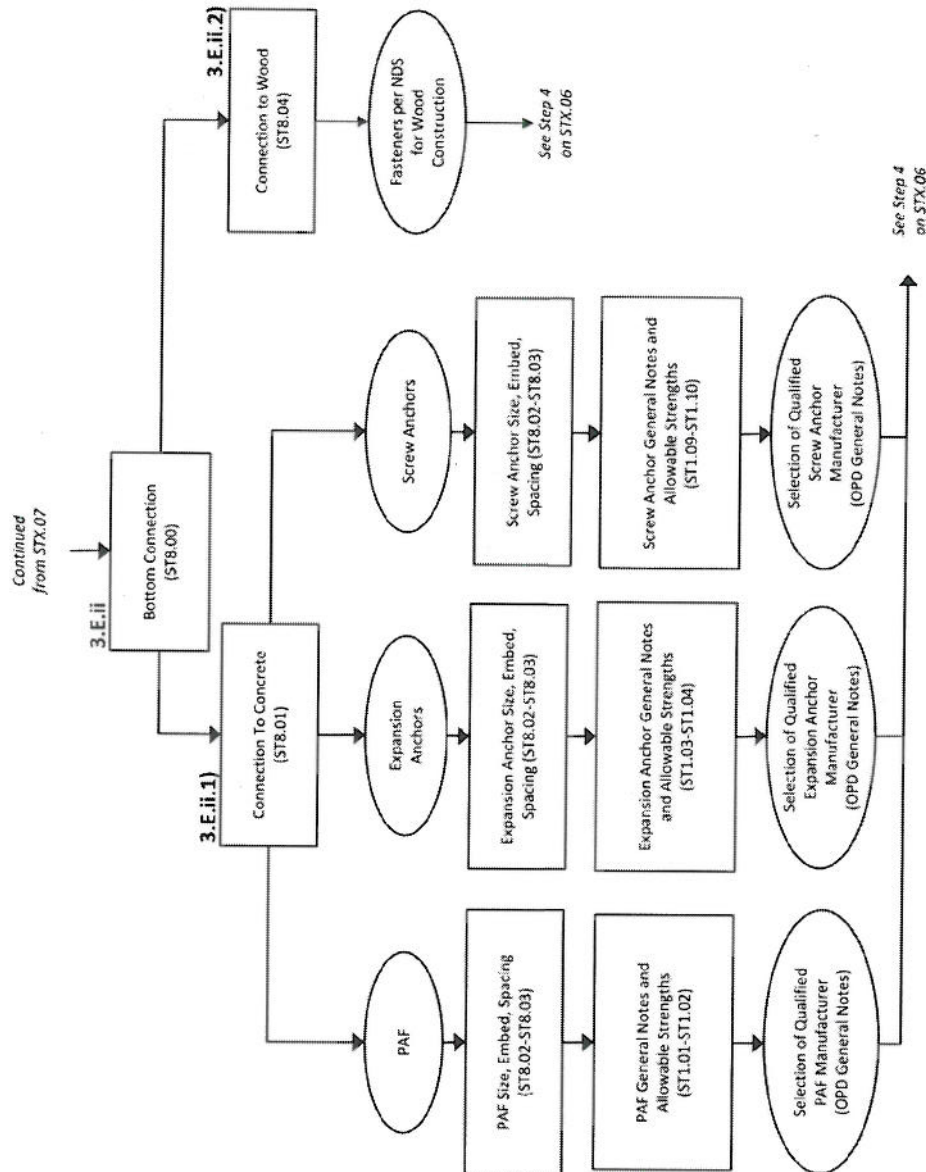 Continued
from STX.07
3.E.ii
Bottom Connection
(ST8.00)
3.E.ii.1)
Connection To Concrete
(ST8.01)
3.E.ii.2)
Connection to Wood
(ST8.04)
Fasteners per NDS
for Wood
Construction
See Step 4
on STX.06
PAF
PAF Size, Embed, Spacing
(ST8.02-ST8.03)
PAF General Notes and
Allowable Strengths
(ST1.01-ST1.02)
Selection of Qualified
PAF Manufacturer
(OPD General Notes)
Expansion
Anchors
Expansion Anchor Size, Embed,
Spacing (ST8.02-ST8.03)
Expansion Anchor General Notes
and Allowable Strengths
(ST1.03-ST1.04)
Selection of Qualified
Expansion Anchor
Manufacturer
(OPD General Notes)
Screw Anchors
Screw Anchor Size, Embed,
Spacing (ST8.02-ST8.03)
Screw Anchor General Notes and
Allowable Strengths
(ST1.09-ST1.10)
Selection of Qualified
Screw Anchor
Manufacturer
(OPD General Notes)
See Step 4
on STX.06